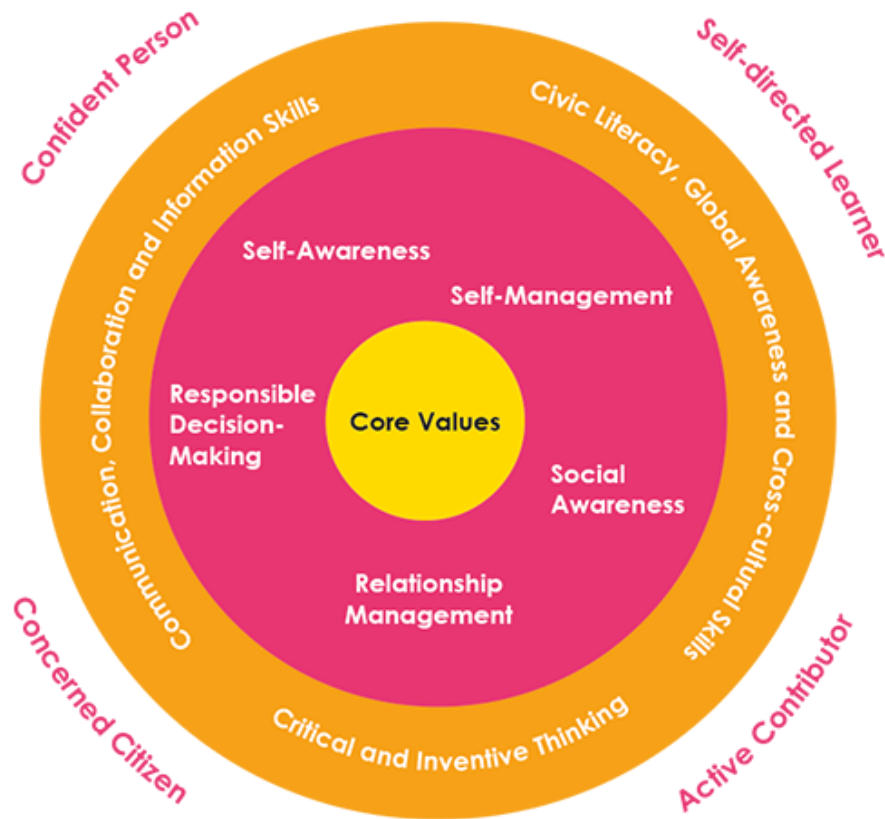 Confident Person
Self-directed Learner
Communication, Collaboration and Information Skills
Civic Literacy, Global Awareness and Cross-cultural Skills
Self-Awareness
Self-Management
Responsible
Decision-
Making
Core Values
Social
Awareness
Relationship
Management
Critical and Inventive Thinking
Concerned Citizen
Active Contributor